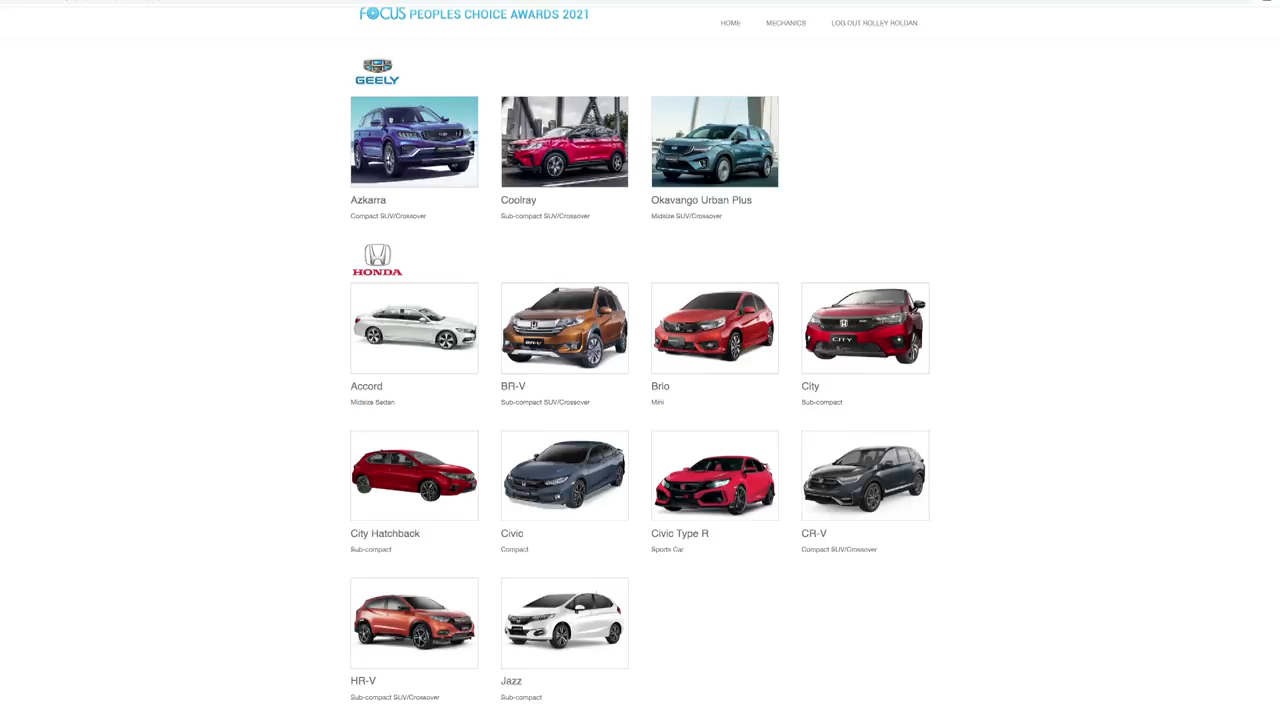 FOCUS PEOPLES CHOICE AWARDS 2021
HOME MECHANICS LOG OUT ROLLEY ROLDAN
GEELY
Azkarra Coolray Okavango Urban Plus
Compact SUV/Crossover Sub-compact SUV/Crossover Midsize SUV/Crossover
HONDA
BR-V
CITY
Accord BR-V Brio City
Midsize Sedan Sub-compact SUV/Crossover Mini Sub-compact
City Hatchback Civic Civic Type R CR-V
Sub-compact Compact Sports Car Compact SUV/Crossover
HR-V Jazz
Sub-compact SUV/Crossover Sub-compact